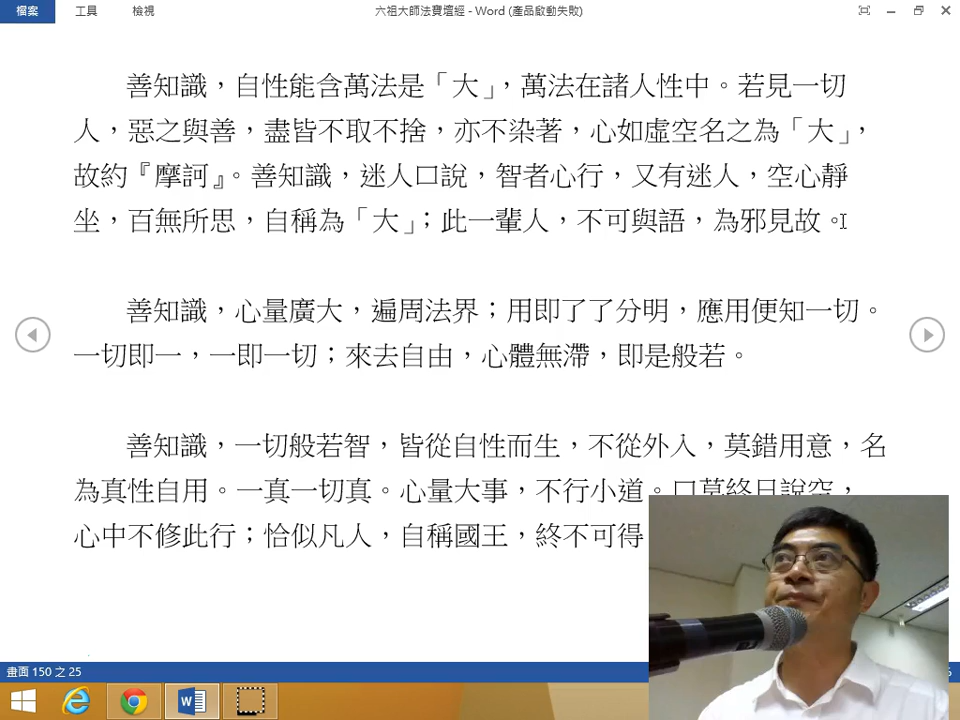 檔案 工具 檢視 六祖大師法寶壇經 - Word (產品啟動失敗)
善知識，自性能含萬法是「大」，萬法在諸人性中。若見一切
人，惡之與善，盡皆不取不捨，亦不染著，心如虛空名之為「大」，
故約『摩訶』。善知識，迷人口說，智者心行，又有迷人，空心靜
坐，百無所思，自稱為「大」；此一輩人，不可與語，為邪見故。
善知識，心量廣大，遍周法界；用即了了分明，應用便知一切。
一切即一，一即一切；來去自由，心體無滯，即是般若。
善知識，一切般若智，皆從自性而生，不從外入，莫錯用意，名
為真性自用。一真一切真。心量大事，不行小道。口莫終日說空，
心中不修此行；恰似凡人，自稱國王，終不可得
畫面 150 之 25